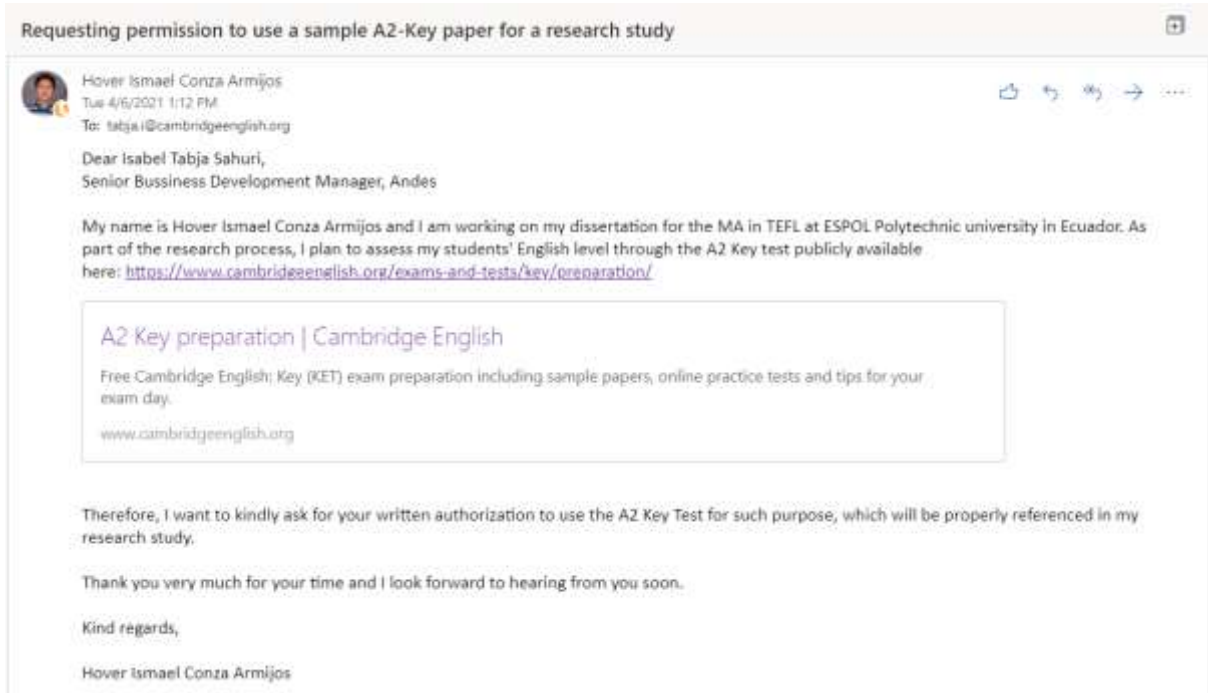 Requesting permission to use a sample A2-Key paper for a research study
Hover Ismael Conza Armijos
Tue 4/6/2021 1:12 PM
To: tabja.i@cambridgeenglish.org
Dear Isabel Tabja Sahuri,
Senior Bussiness Development Manager, Andes
My name is Hover Ismael Conza Armijos and I am working on my dissertation for the MA in TEFL at ESPOL Polytechnic university in Ecuador. As
part of the research process, I plan to assess my students' English level through the A2 Key test publicly available
here: https://www.cambridgeenglish.org/exams-and-tests/key/preparation/
A2 Key preparation | Cambridge English
Free Cambridge English: Key (KET) exam preparation including sample papers, online practice tests and tips for your
exam day.
www.cambridgeenglish.org
Therefore, I want to kindly ask for your written authorization to use the A2 Key Test for such purpose, which will be properly referenced in my
research study.
Thank you very much for your time and I look forward to hearing from you soon.
Kind regards,
Hover Ismael Conza Armijos